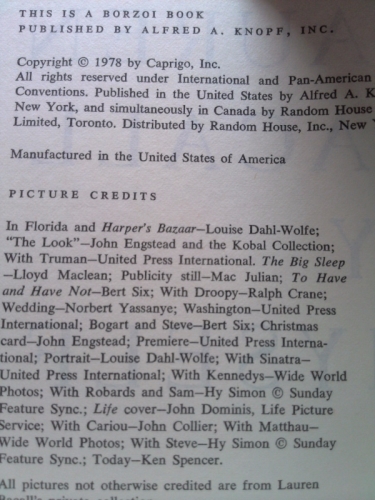 THIS IS A BORZOI BOOK
PUBLISHED BY ALFRED A. KNOPF, INC.
Copyright © 1978 by Caprigo, Inc.
All rights reserved under International and Pan-American
Conventions. Published in the United States by Alfred A. K
New York, and simultaneously in Canada by Random House
Limited, Toronto. Distributed by Random House, Inc., New Y
Manufactured in the United States of America
PICTURE CREDITS
In Florida and Harper's Bazaar—Louise Dahl-Wolfe;
"The Look"—John Engstead and the Kobal Collection;
With Truman—United Press International. The Big Sleep
—Lloyd Maclean; Publicity still—Mac Julian; To Have
and Have Not—Bert Six; With Droopy—Ralph Crane;
Wedding—Norbert Yassanye; Washington—United Press
International; Bogart and Steve—Bert Six; Christmas
card—John Engstead; Premiere—United Press Interna-
tional; Portrait—Louise Dahl-Wolfe; With Sinatra—
United Press International; With Kennedys—Wide World
Photos; With Robards and Sam—Hy Simon © Sunday
Feature Sync.; Life cover—John Dominis, Life Picture
Service; With Cariou—John Collier; With Matthau—
Wide World Photos; With Steve—Hy Simon © Sunday
Feature Sync.; Today—Ken Spencer.
All pictures not otherwise credited are from Lauren